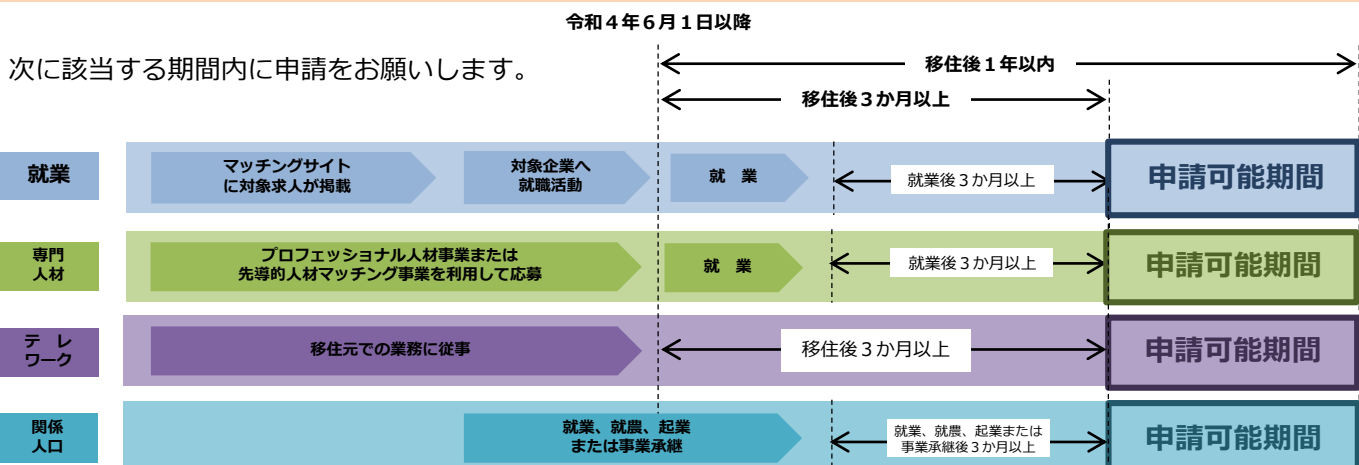 令和４年６月１日以降
次に該当する期間内に申請をお願いします。
移住後１年以内
移住後３か月以上
就業
マッチングサイト
に対象求人が掲載
対象企業へ
就職活動
就　業
就業後３か月以上
申請可能期間
専門
人材
プロフェッショナル人材事業または
先導的人材マッチング事業を利用して応募
就　業
就業後３か月以上
申請可能期間
テ　レ
ワーク
移住元での業務に従事
移住後３か月以上
申請可能期間
関係
人口
就業、就農、起業
または事業承継
就業、就農、起業または
事業承継後３か月以上
申請可能期間